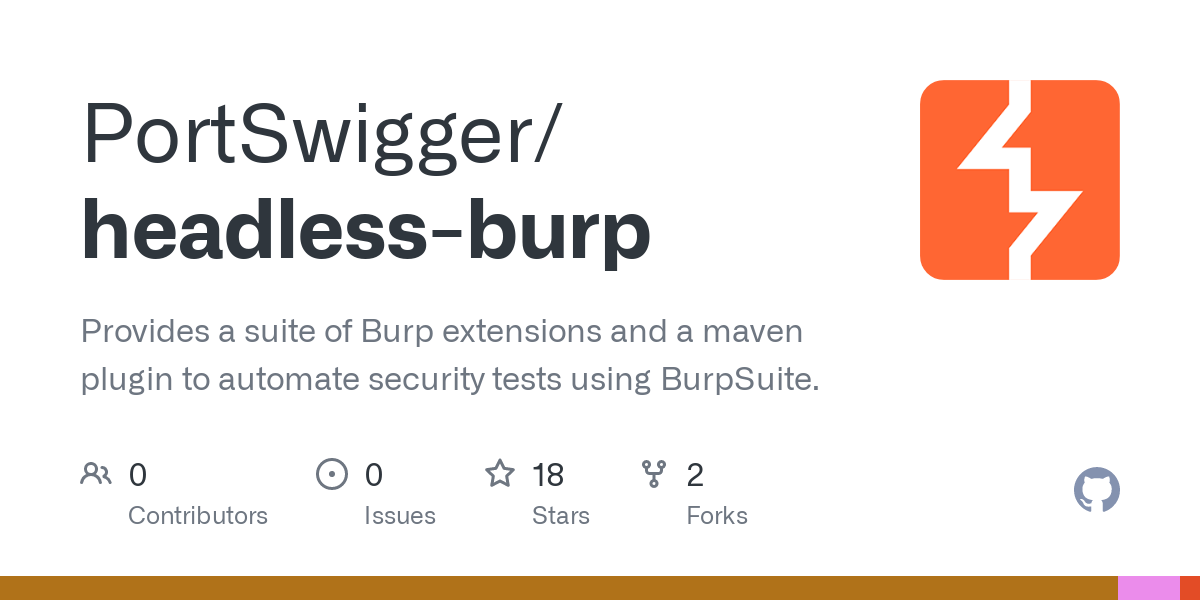 PortSwigger/
headless-burp
Provides a suite of Burp extensions and a maven
plugin to automate security tests using BurpSuite.
0 0 18 2
Contributors Issues Stars Forks